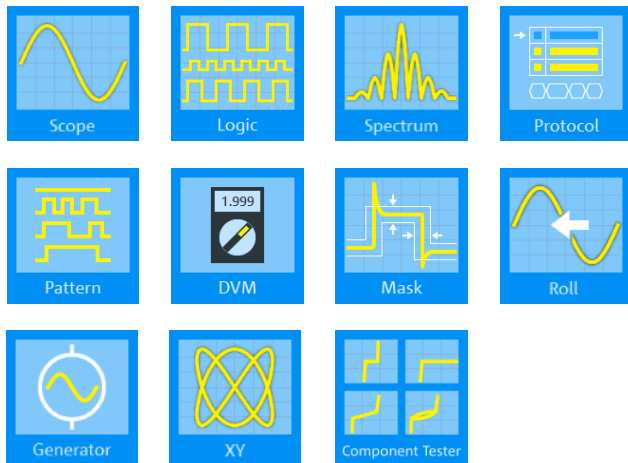 Scope
Logic
Spectrum
Protocol
Pattern
1.999
DVM
Mask
Roll
Generator
XY
Component Tester